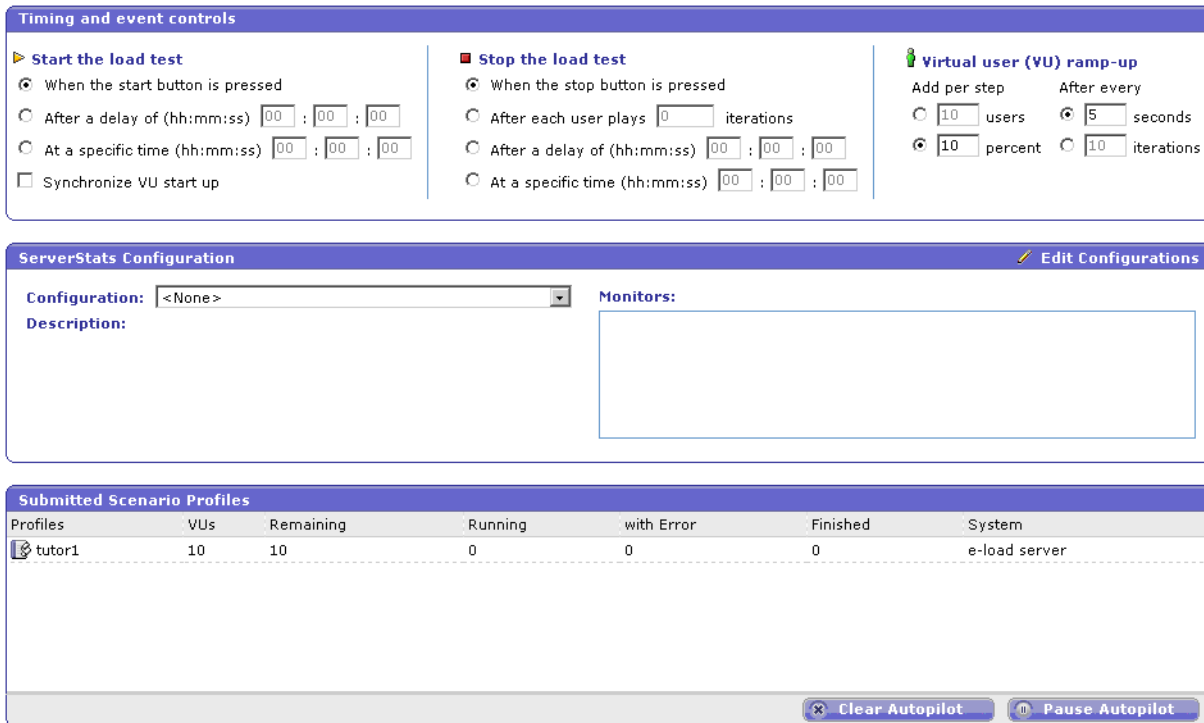 Timing and event controls
Start the load test
When the start button is pressed
After a delay of (hh:mm:ss) 00 : 00 : 00
At a specific time (hh:mm:ss) 00 : 00 : 00
Synchronize VU start up
Stop the load test
When the stop button is pressed
After each user plays 0 iterations
After a delay of (hh:mm:ss) 00 : 00 : 00
At a specific time (hh:mm:ss) 00 : 00 : 00
Virtual user (VU) ramp-up
Add per step After every
10 users 5 seconds
10 percent 10 iterations
ServerStats Configuration Edit Configurations
Configuration: <None>
Description:
Monitors:
Submitted Scenario Profiles
Profiles VUs Remaining Running with Error Finished System
tutor1 10 10 0 0 0 e-load server
Clear Autopilot Pause Autopilot